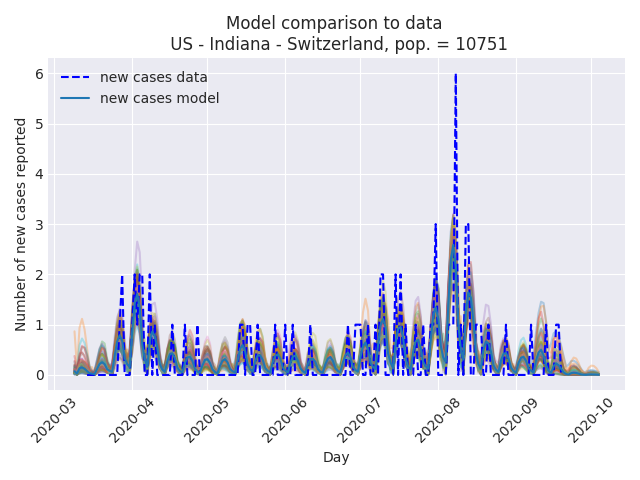 Model comparison to data
US - Indiana - Switzerland, pop. = 10751
new cases data
new cases model
Number of new cases reported
6
5
4
3
2
1
0
2020-03
2020-04
2020-05
2020-06
2020-07
2020-08
2020-09
2020-10
Day